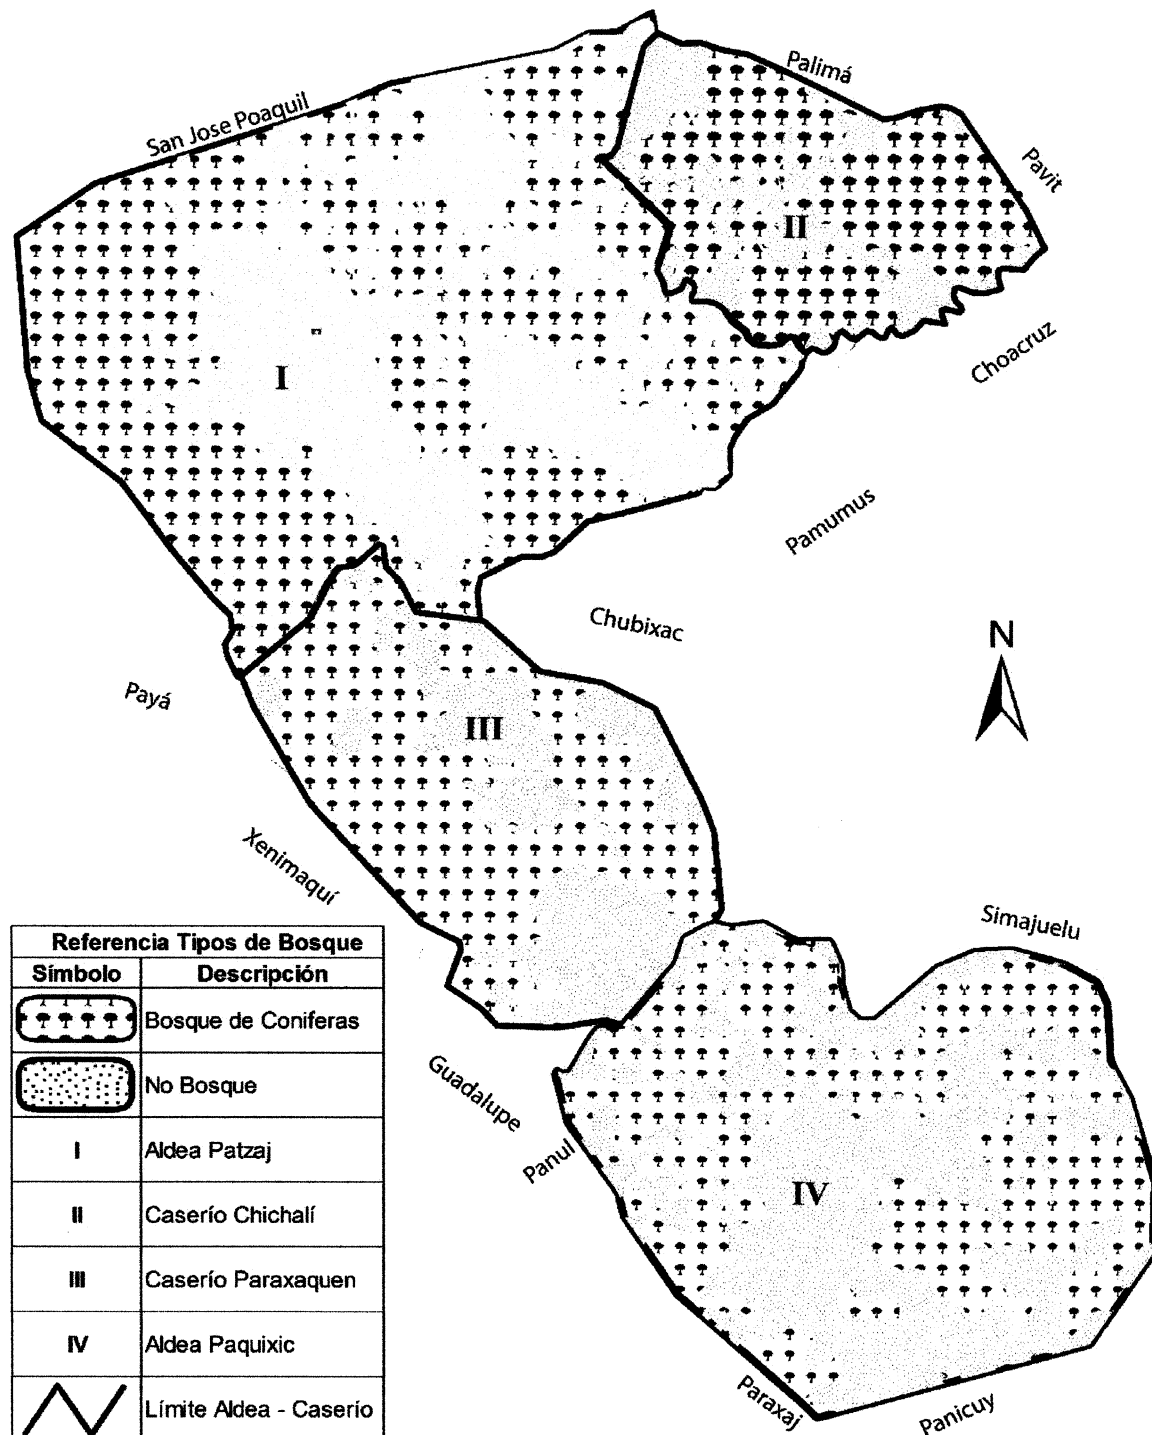 Palimá
San Jose Poaquil
Pavit
II
Choacruz
I
Pamumus
Chubixac
N
Payá
III
Xenimaquí
Simajuelu
Guadalupe
Panul
IV
Paraxaj
Panicuy
Referencia Tipos de Bosque
Símbolo Descripción
Bosque de Coniferas
No Bosque
I Aldea Patzaj
II Caserío Chichalí
III Caserío Paraxaquen
IV Aldea Paquixic
Límite Aldea - Caserío